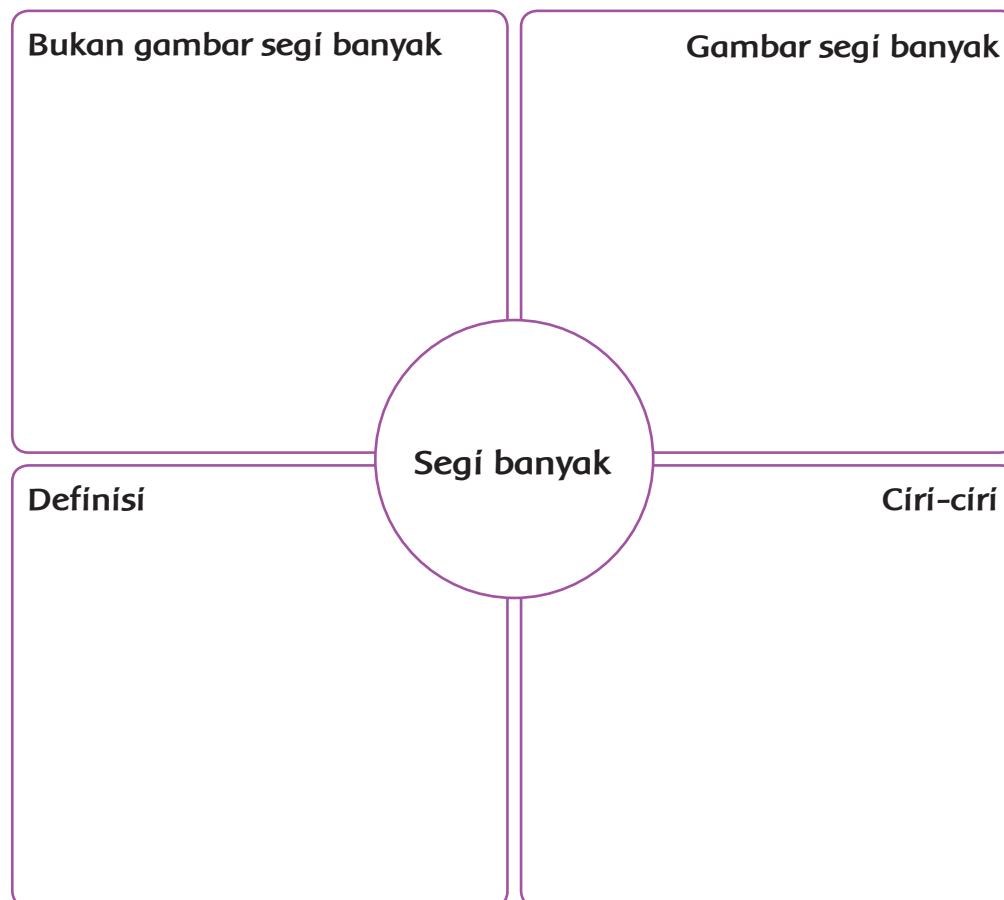 Bukan gambar segi banyak
Gambar segi banyak
Segi banyak
Definisi
Ciri-ciri